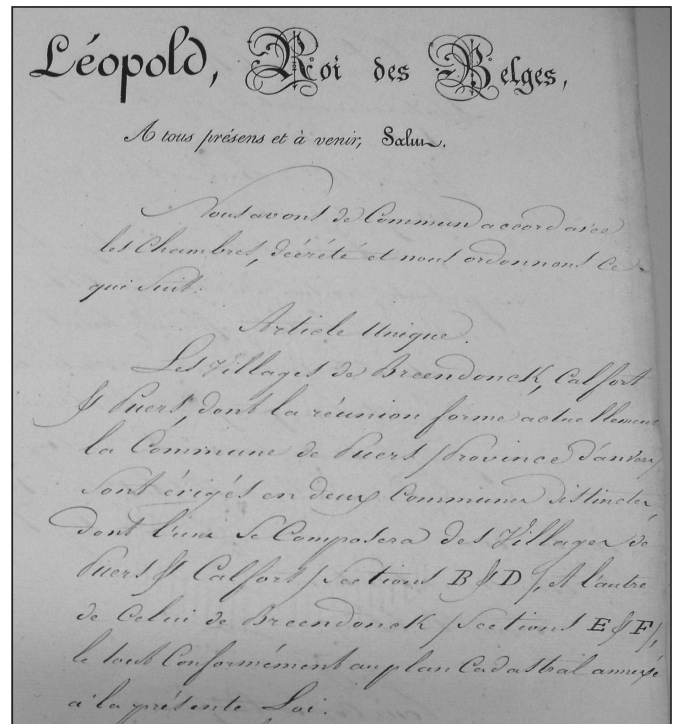 Léopold, Roi des Belges,
A tous présens et à venir, Salut.
Nous avons de Commun accord avec
les Chambres, décrété et nous ordonnons ce
qui suit:
Article Unique.
Les Villages de Breendonck, Calfort
& Puers, dont la réunion forme actuellement
la Commune de Puers (province d'anvers)
sont érigés en deux Communes distinctes,
dont l'une se Composera des Villages de
Puers & Calfort (Sections B & D), et l'autre
de Celui de Breendonck (Sections E & F),
le tout Conformément au plan Cadastral annexé
à la présente Loi.